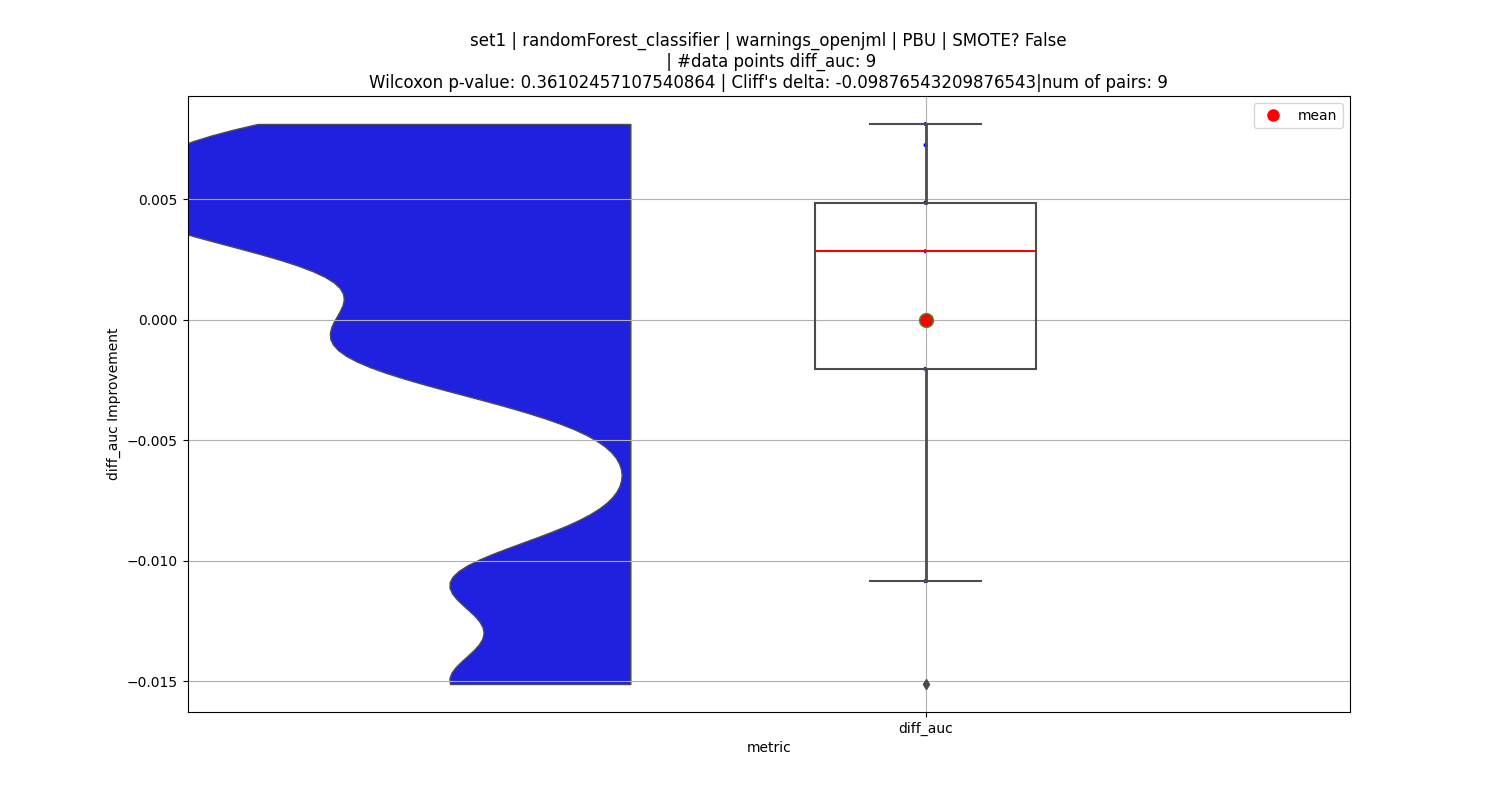 set1 | randomForest_classifier | warnings_openjml | PBU | SMOTE? False
| #data points diff_auc: 9
Wilcoxon p-value: 0.36102457107540864 | Cliff's delta: -0.09876543209876543|num of pairs: 9
mean
0.005
0.000
−0.005
−0.010
−0.015
diff_auc Improvement
diff_auc
metric